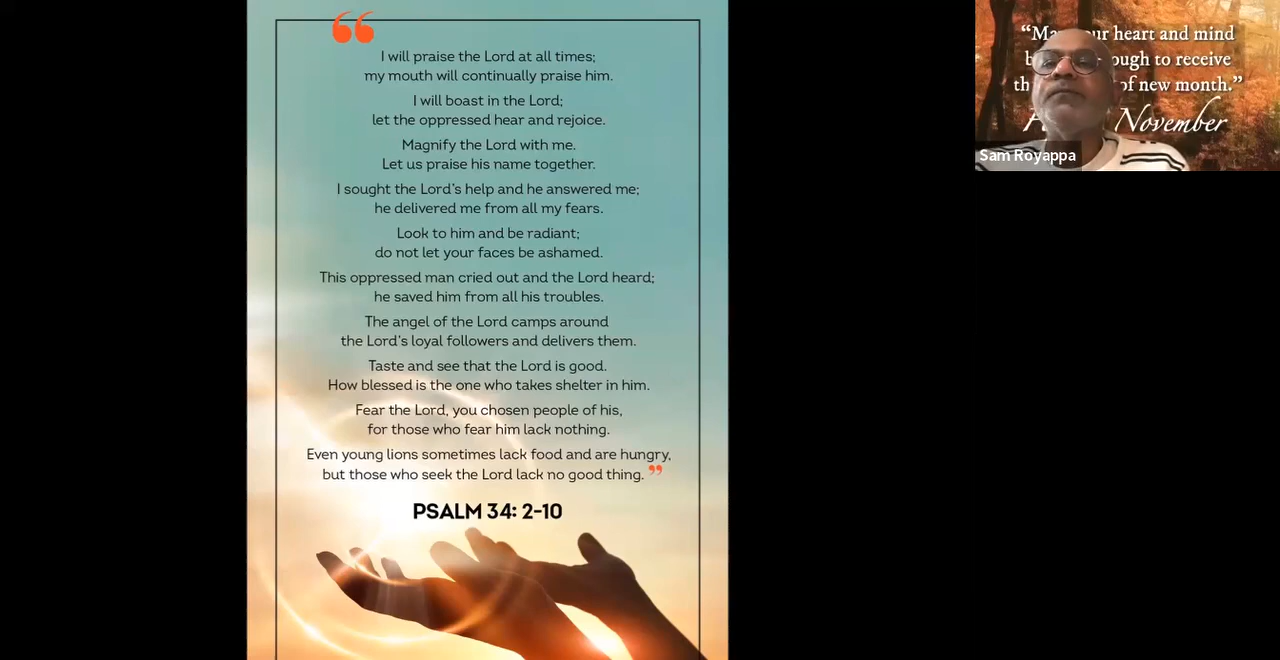 I will praise the Lord at all times;
my mouth will continually praise him.
I will boast in the Lord;
let the oppressed hear and rejoice.
Magnify the Lord with me.
Let us praise his name together.
I sought the Lord's help and he answered me;
he delivered me from all my fears.
Look to him and be radiant;
do not let your faces be ashamed.
This oppressed man cried out and the Lord heard;
he saved him from all his troubles.
The angel of the Lord camps around
the Lord's loyal followers and delivers them.
Taste and see that the Lord is good.
How blessed is the one who takes shelter in him.
Fear the Lord, you chosen people of his,
for those who fear him lack nothing.
Even young lions sometimes lack food and are hungry,
but those who seek the Lord lack no good thing.”
PSALM 34: 2-10
heart and mind
to receive
of new month.”
November
Sam Royappa